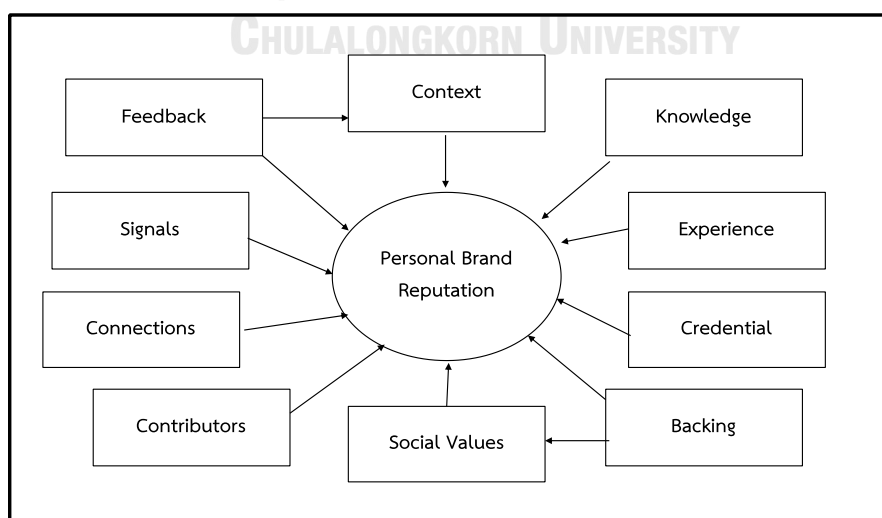 CHULALONGKORN UNIVERSITY
Context
Feedback
Knowledge
Signals
Experience
Personal Brand
Reputation
Connections
Credential
Contributors
Social Values
Backing